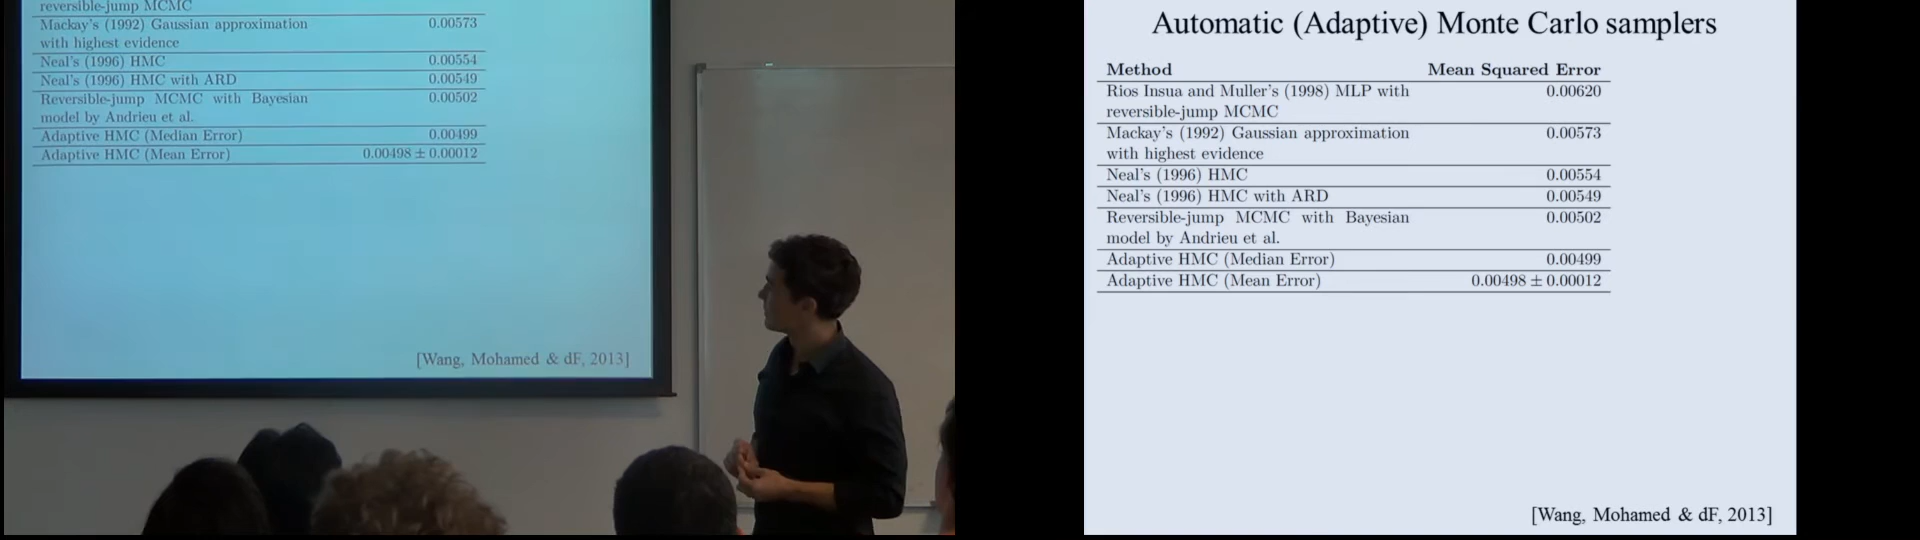 reversible-jump MCMC
Mackay's (1992) Gaussian approximation 0.00573
with highest evidence
Neal's (1996) HMC 0.00554
Neal's (1996) HMC with ARD 0.00549
Reversible-jump MCMC with Bayesian 0.00502
model by Andrieu et al.
Adaptive HMC (Median Error) 0.00499
Adaptive HMC (Mean Error) 0.00498 ± 0.00012
[Wang, Mohamed & dF, 2013]
Automatic (Adaptive) Monte Carlo samplers
Method Mean Squared Error
Rios Insua and Muller's (1998) MLP with 0.00620
reversible-jump MCMC
Mackay's (1992) Gaussian approximation 0.00573
with highest evidence
Neal's (1996) HMC 0.00554
Neal's (1996) HMC with ARD 0.00549
Reversible-jump MCMC with Bayesian 0.00502
model by Andrieu et al.
Adaptive HMC (Median Error) 0.00499
Adaptive HMC (Mean Error) 0.00498 ± 0.00012
[Wang, Mohamed & dF, 2013]